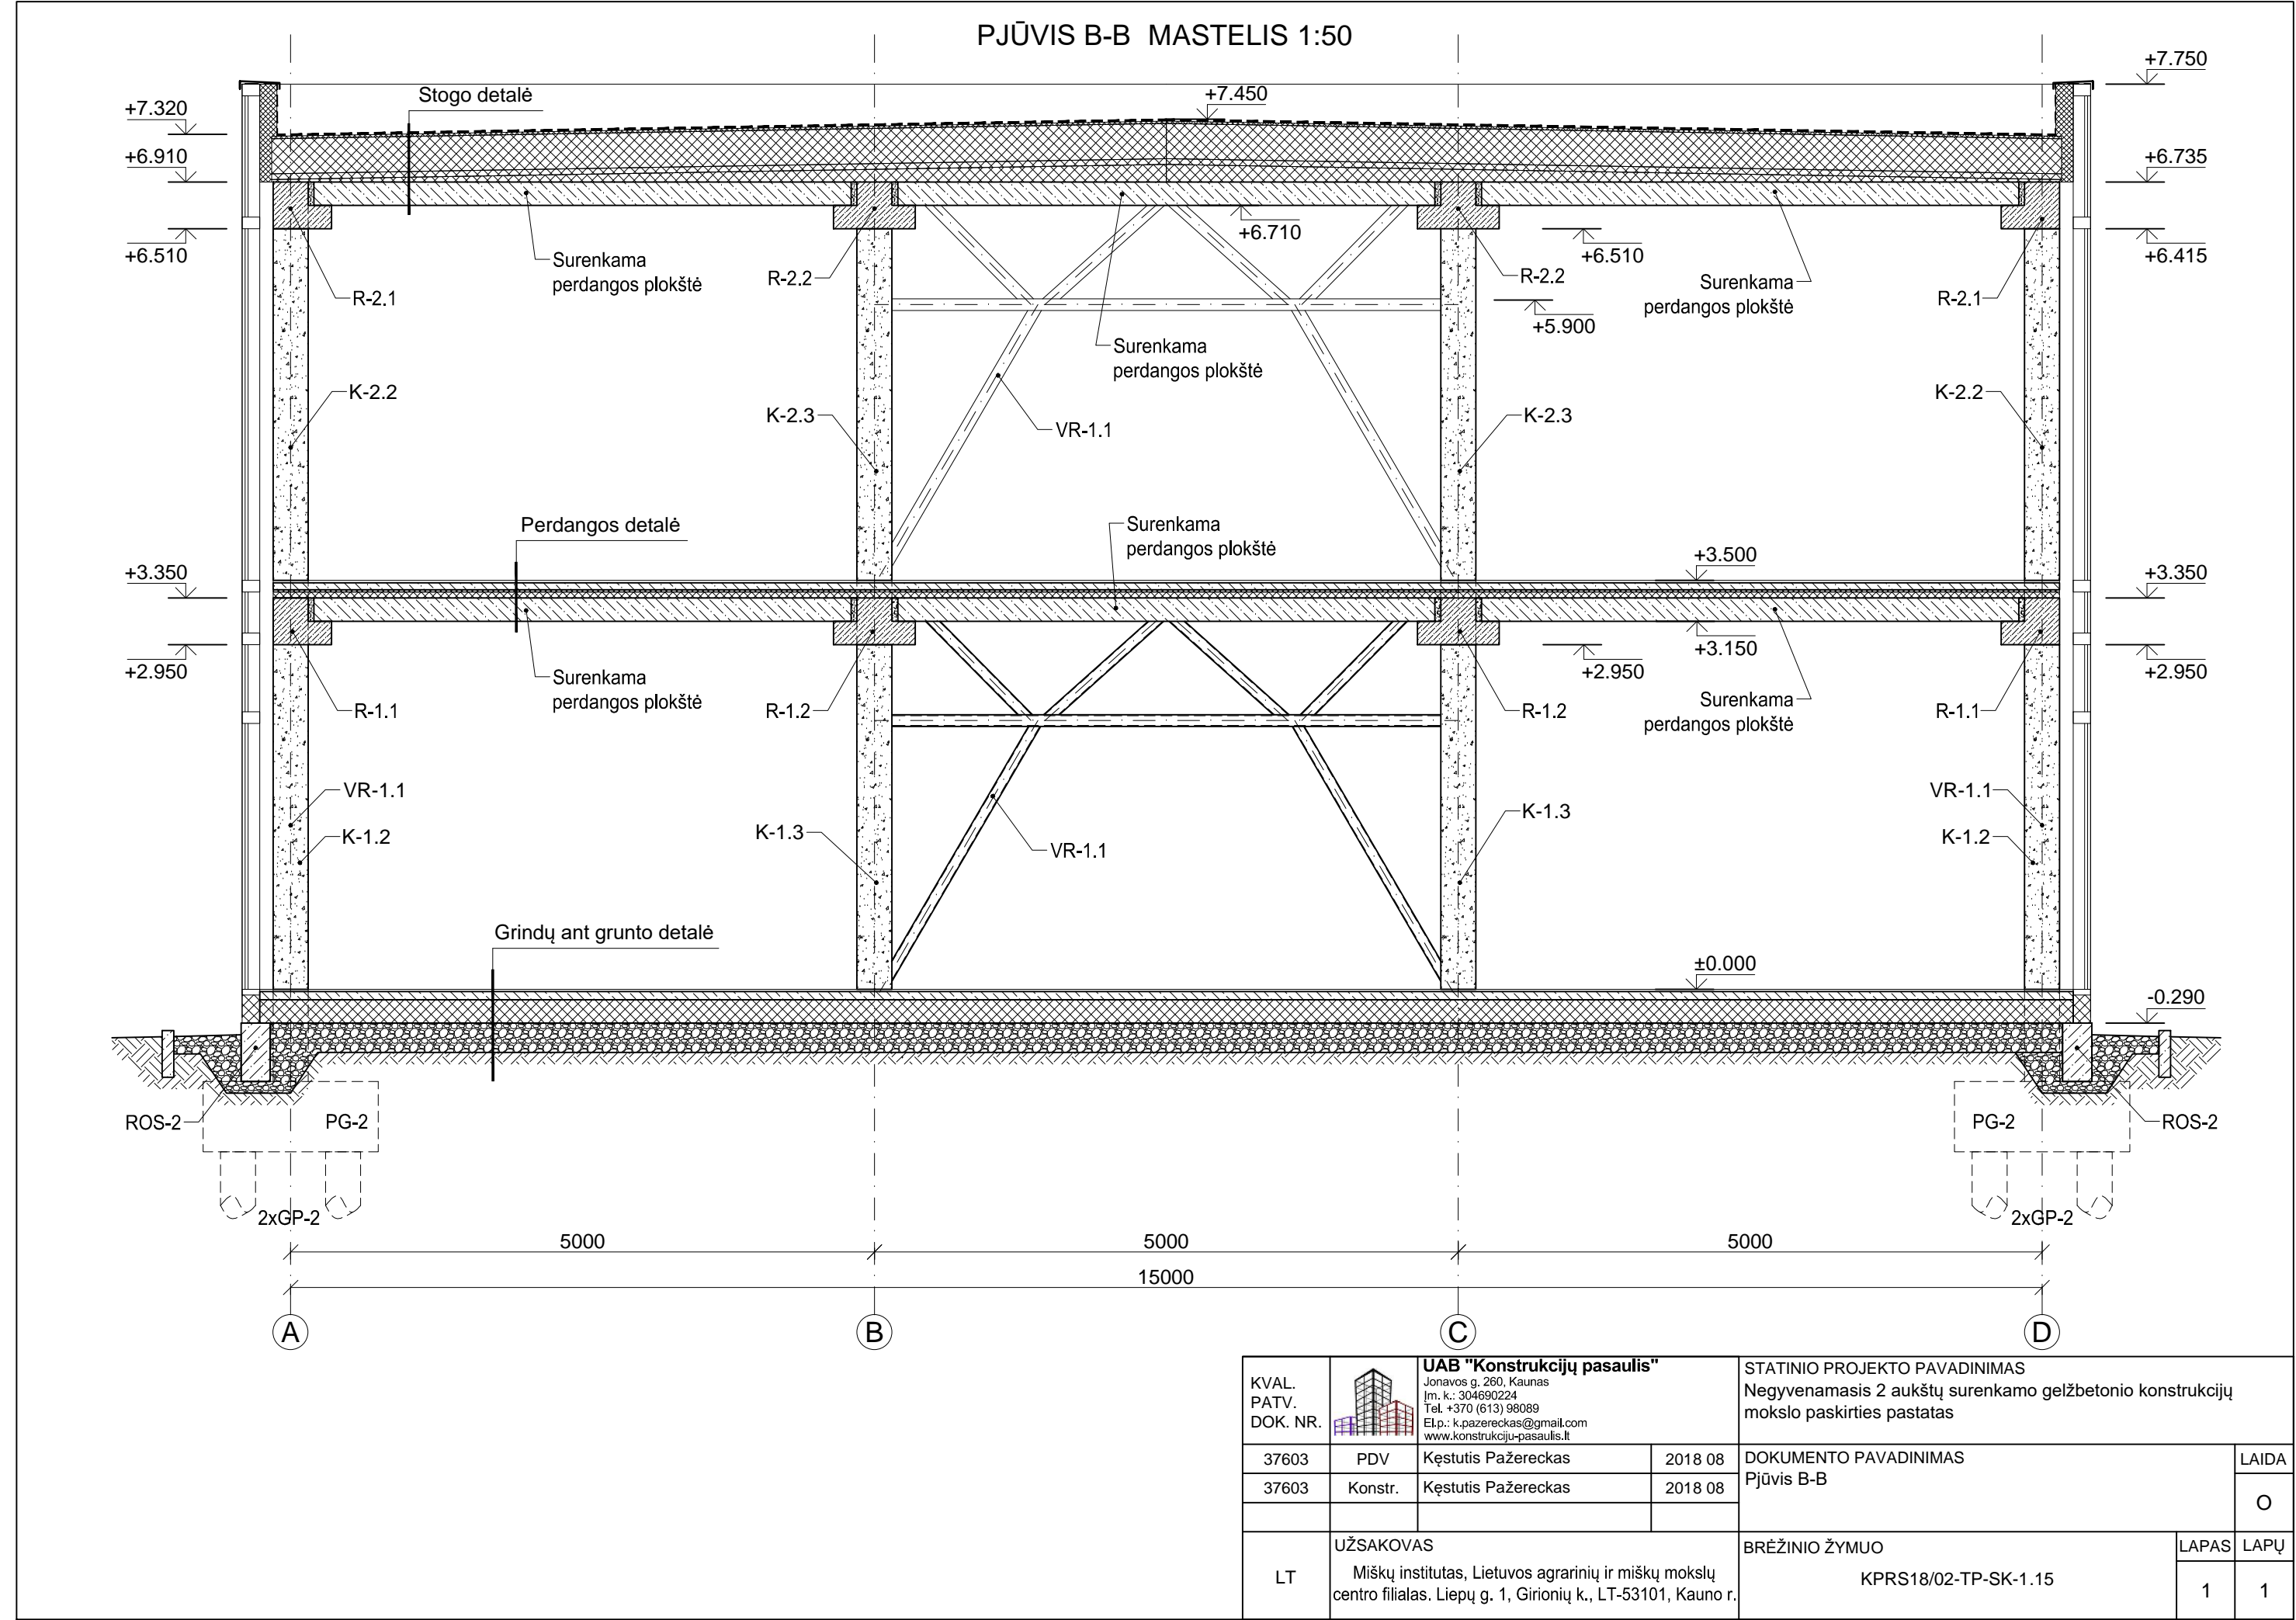 PJŪVIS B-B MASTELIS 1:50
+7.750
Stogo detalė
+7.450
+7.320
+6.910
+6.735
+6.710
+6.510
+6.510
+6.415
Surenkama
perdangos plokštė
R-2.2
R-2.2
Surenkama
perdangos plokštė
R-2.1
R-2.1
+5.900
Surenkama
perdangos plokštė
K-2.2
K-2.2
K-2.3
VR-1.1
K-2.3
Perdangos detalė
Surenkama
perdangos plokštė
+3.500
+3.350
+3.350
+3.150
+2.950
+2.950
+2.950
Surenkama
perdangos plokštė
Surenkama
perdangos plokštė
R-1.1
R-1.2
R-1.2
R-1.1
VR-1.1
VR-1.1
K-1.2
K-1.3
K-1.3
K-1.2
VR-1.1
Grindų ant grunto detalė
±0.000
-0.290
ROS-2
PG-2
PG-2
ROS-2
2xGP-2
2xGP-2
5000
5000
5000
15000
A
B
C
D
KVAL.
PATV.
DOK. NR.
UAB "Konstrukcijų pasaulis"
Jonavos g. 260, Kaunas
Įm. k.: 304690224
Tel. +370 (613) 98089
El.p.: k.pazereckas@gmail.com
www.konstrukciju-pasaulis.lt
STATINIO PROJEKTO PAVADINIMAS
Negyvenamasis 2 aukštų surenkamo gelžbetonio konstrukcijų
mokslo paskirties pastatas
37603 PDV Kęstutis Pažereckas 2018 08
37603 Konstr. Kęstutis Pažereckas 2018 08
DOKUMENTO PAVADINIMAS
Pjūvis B-B
LAIDA
O
LT
UŽSAKOVAS
Miškų institutas, Lietuvos agrarinių ir miškų mokslų
centro filialas. Liepų g. 1, Girionių k., LT-53101, Kauno r.
BRĖŽINIO ŽYMUO
KPRS18/02-TP-SK-1.15
LAPAS LAPŲ
1 1